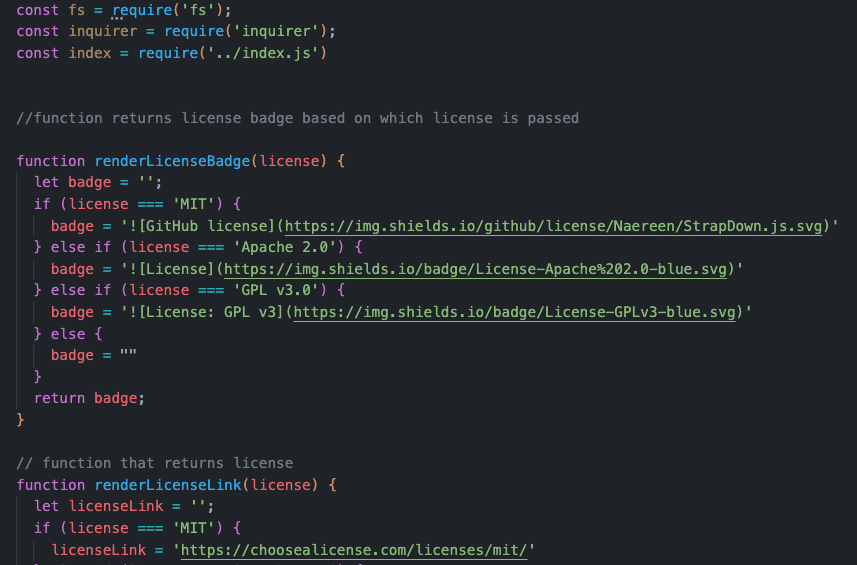 const fs = require('fs');
const inquirer = require('inquirer');
const index = require('../index.js')
//function returns license badge based on which license is passed
function renderLicenseBadge(license) {
let badge = '';
if (license === 'MIT') {
badge = '![GitHub license](https://img.shields.io/github/license/Naereen/StrapDown.js.svg)'
} else if (license === 'Apache 2.0') {
badge = '![License](https://img.shields.io/badge/License-Apache%202.0-blue.svg)'
} else if (license === 'GPL v3.0') {
badge = '![License: GPL v3](https://img.shields.io/badge/License-GPLv3-blue.svg)'
} else {
badge = ""
}
return badge;
}
// function that returns license
function renderLicenseLink(license) {
let licenseLink = '';
if (license === 'MIT') {
licenseLink = 'https://choosealicense.com/licenses/mit/'